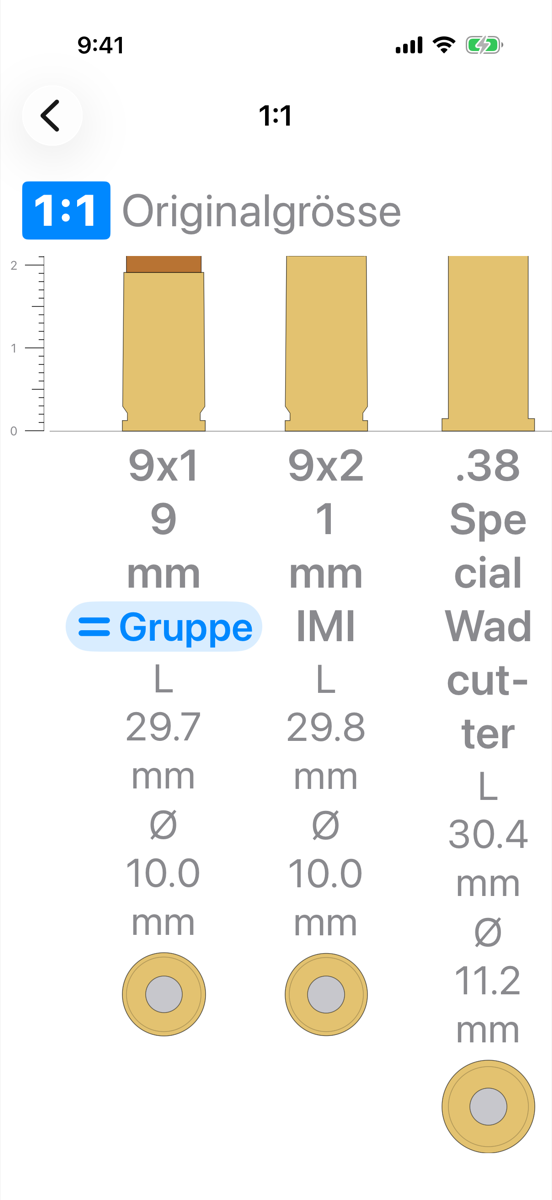 9:41
1:1
1:1 Originalgrösse
2
1
0
9x1
9
mm
= Gruppe
L
29.7
mm
Ø
10.0
mm
9x2
1
mm
IMI
L
29.8
mm
Ø
10.0
mm
.38
Spe
cial
Wad
cut-
ter
L
30.4
mm
Ø
11.2
mm